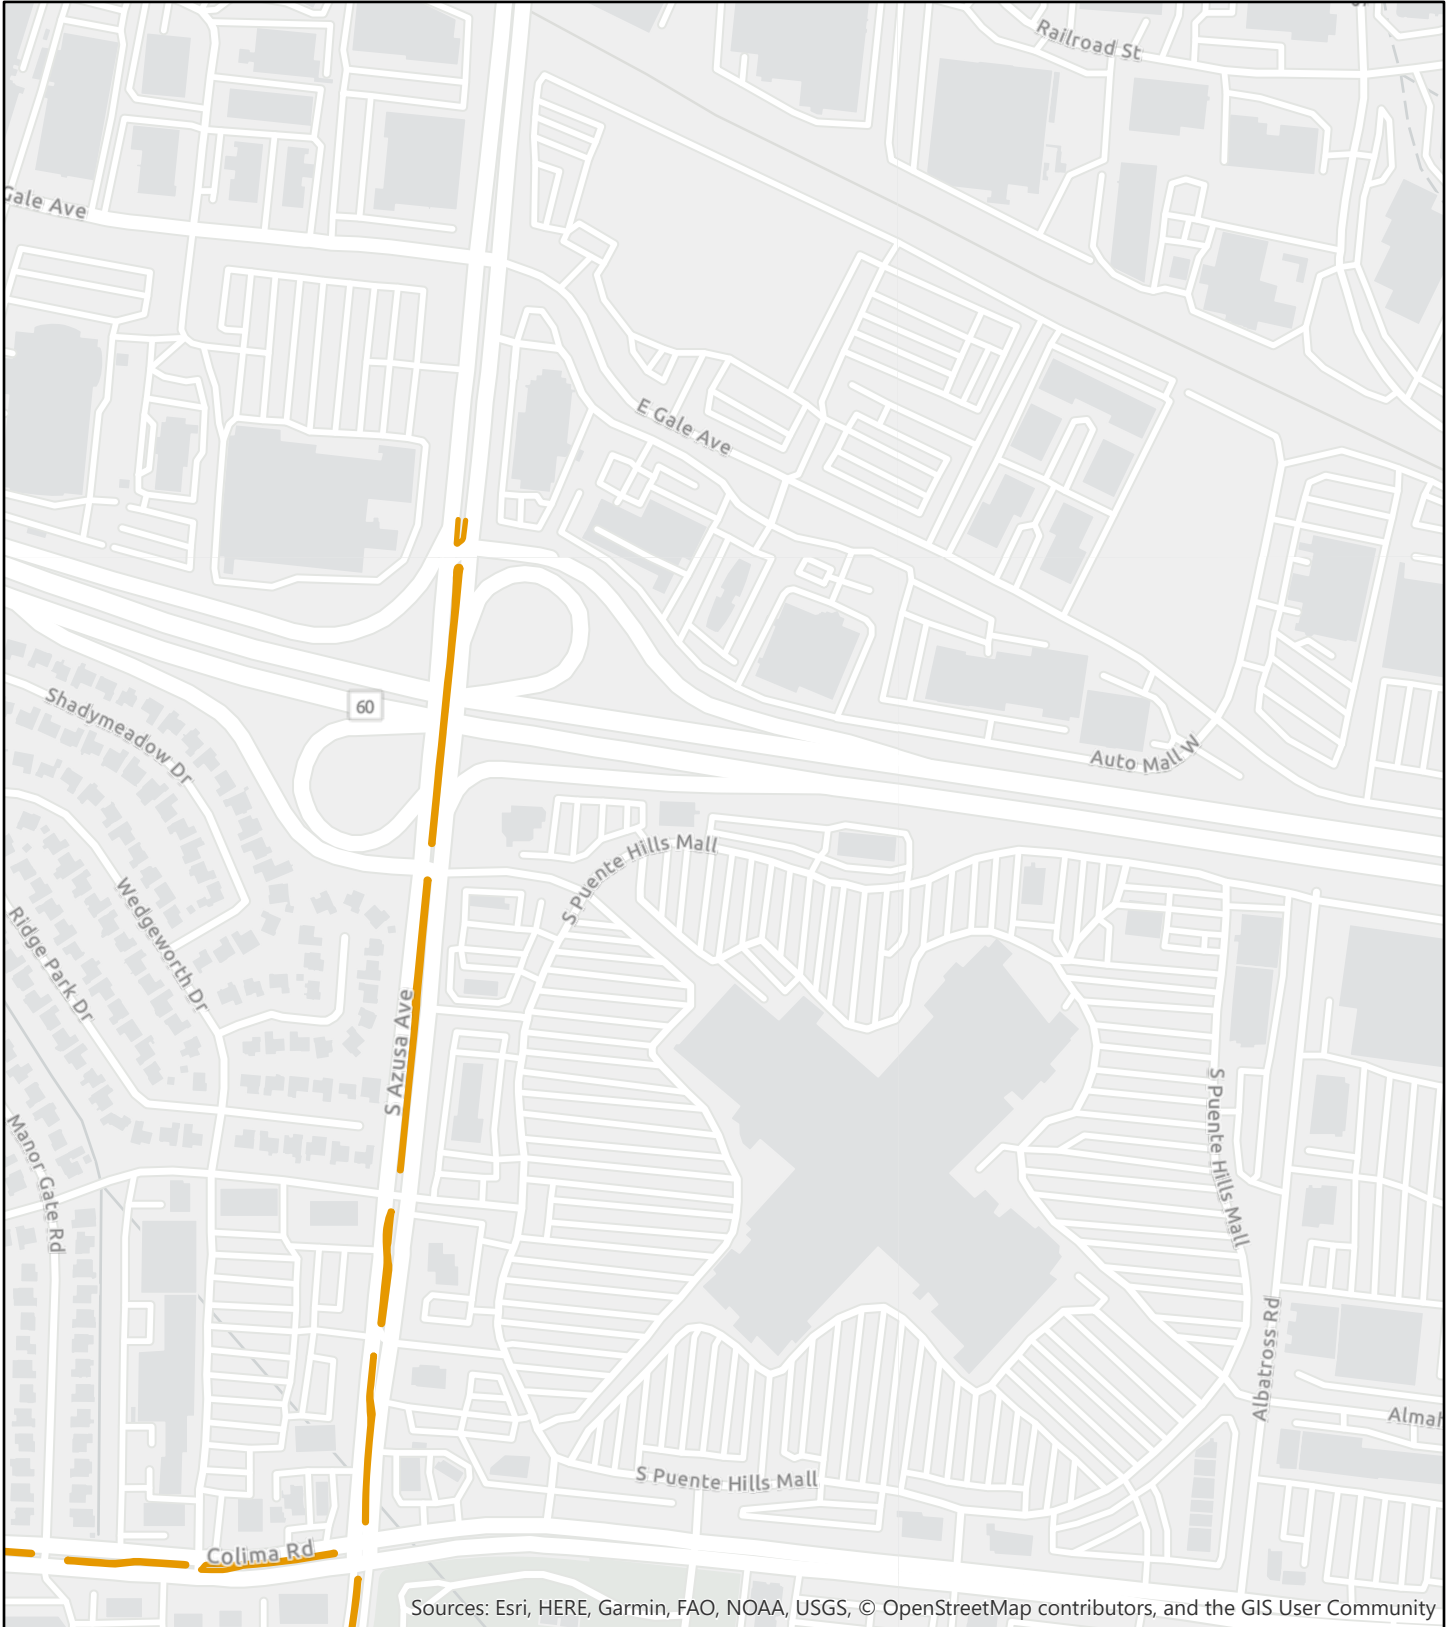 Railroad St
Gale Ave
E Gale Ave
60
Shadymeadow Dr
Auto Mall W
S Puente Hills Mall
Wedgeworth Dr
Ridge Park Dr
S Azusa Ave
S Puente Hills Mall
Manor Gate Rd
Albatross Rd
Almah
S Puente Hills Mall
Colima Rd
Sources: Esri, HERE, Garmin, FAO, NOAA, USGS, © OpenStreetMap contributors, and the GIS User Community